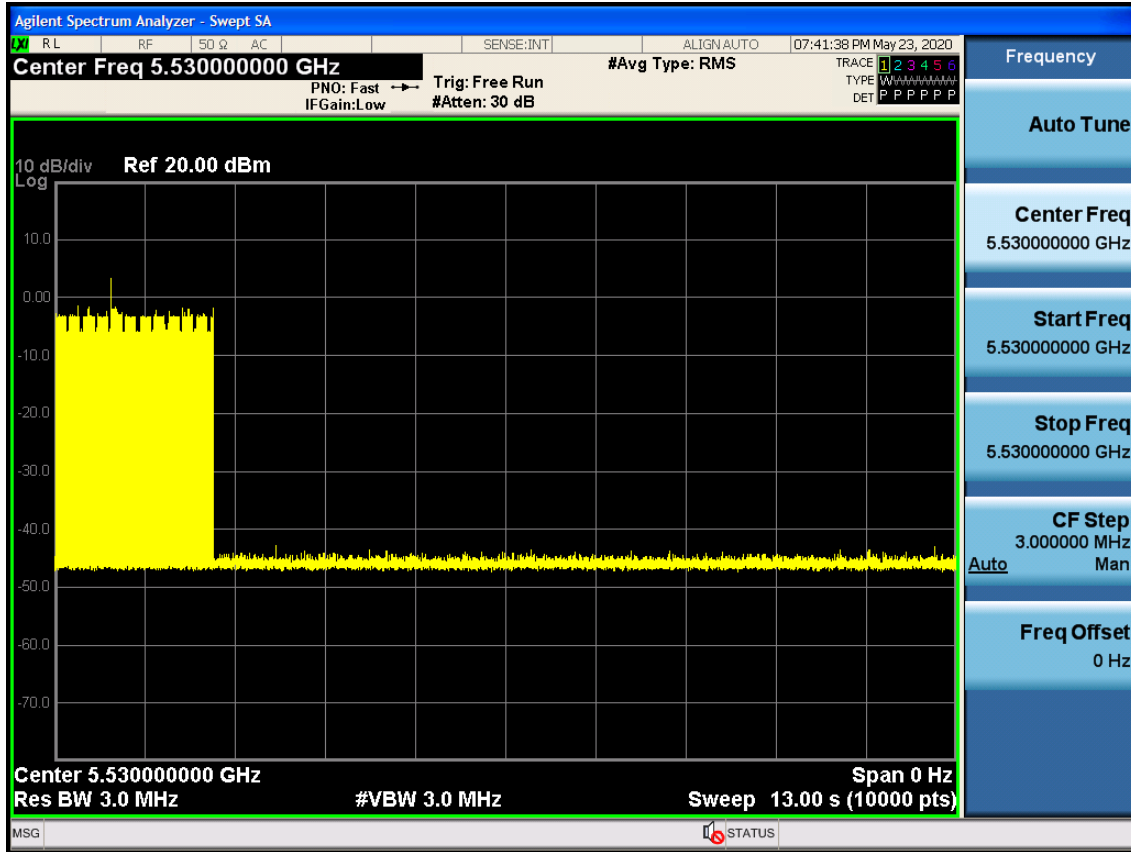 Agilent Spectrum Analyzer - Swept SA
LXI RL RF 50 Ω AC SENSE:INT ALIGN AUTO 07:41:38 PM May 23, 2020
Center Freq 5.530000000 GHz
PNO: Fast
IFGain:Low
Trig: Free Run
#Atten: 30 dB
#Avg Type: RMS
TRACE 1 2 3 4 5 6
TYPE WWWWWW
DET P P P P P P
10 dB/div Ref 20.00 dBm
Log
10.0
0.00
-10.0
-20.0
-30.0
-40.0
-50.0
-60.0
-70.0
Center 5.530000000 GHz Span 0 Hz
Res BW 3.0 MHz #VBW 3.0 MHz Sweep 13.00 s (10000 pts)
MSG STATUS
Frequency
Auto Tune
Center Freq
5.530000000 GHz
Start Freq
5.530000000 GHz
Stop Freq
5.530000000 GHz
CF Step
3.000000 MHz
Auto Man
Freq Offset
0 Hz